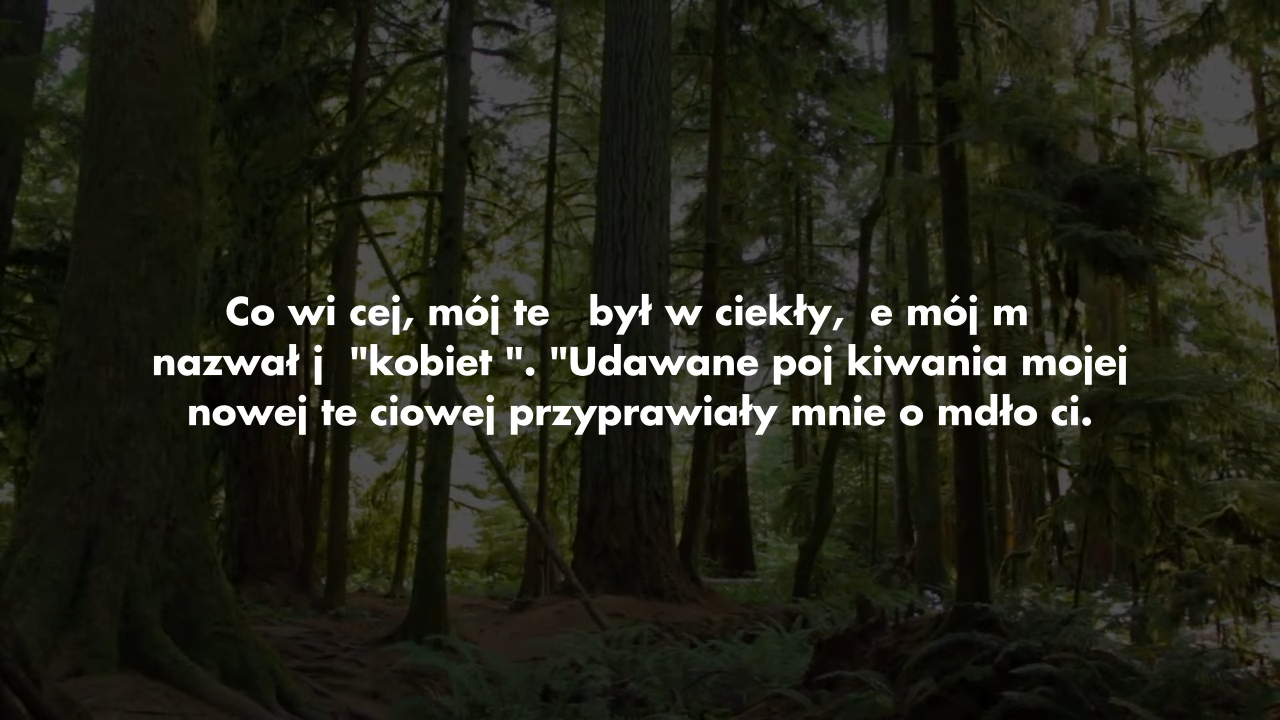 Co wi cej, mój te   był w ciekły,  e mój m
nazwał j  "kobiet ". "Udawane poj kiwania mojej
nowej te ciowej przyprawiały mnie o mdło ci.